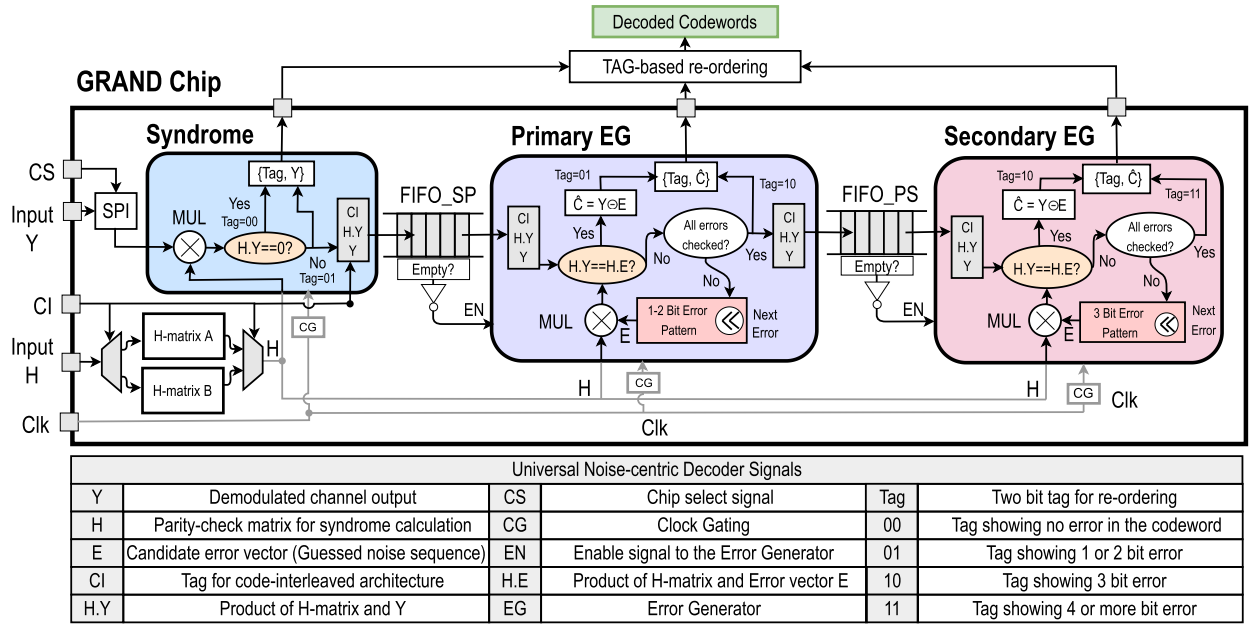 Decoded Codewords
TAG-based re-ordering
GRAND Chip
Syndrome
Primary EG
Secondary EG
CS
Input
Y
SPI
MUL
{Tag, Y}
Yes
Tag=00
H.Y==0?
No
Tag=01
CI
H.Y
Y
CG
FIFO_SP
Empty?
EN
CI
H.Y
Y
Tag=01
{Tag, Ĉ}
Tag=10
Ĉ = Y⊝E
Yes
H.Y==H.E?
No
All errors
checked?
Yes
No
CI
H.Y
Y
MUL
E
1-2 Bit Error
Pattern
Next
Error
H
CG
FIFO_PS
Empty?
EN
CI
H.Y
Y
Tag=10
{Tag, Ĉ}
Tag=11
Ĉ = Y⊝E
Yes
H.Y==H.E?
No
All errors
checked?
Yes
No
MUL
E
3 Bit Error
Pattern
Next
Error
H
CG
Clk
CI
Input
H
H-matrix A
H-matrix B
H
Clk
Clk
Universal Noise-centric Decoder Signals
Y Demodulated channel output CS Chip select signal Tag Two bit tag for re-ordering
H Parity-check matrix for syndrome calculation CG Clock Gating 00 Tag showing no error in the codeword
E Candidate error vector (Guessed noise sequence) EN Enable signal to the Error Generator 01 Tag showing 1 or 2 bit error
CI Tag for code-interleaved architecture H.E Product of H-matrix and Error vector E 10 Tag showing 3 bit error
H.Y Product of H-matrix and Y EG Error Generator 11 Tag showing 4 or more bit error